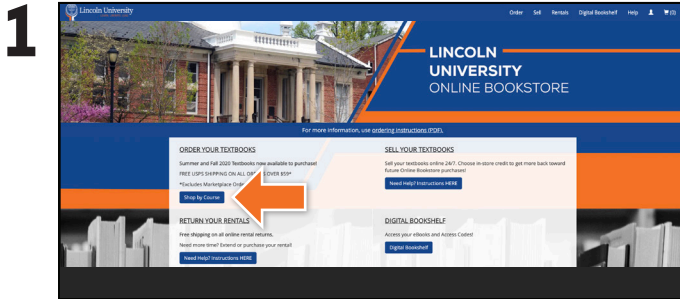 1
Lincoln University
Order Sell Rentals Digital Bookshelf Help (0)
LINCOLN
UNIVERSITY
ONLINE BOOKSTORE
For more information, use ordering instructions (PDF).
ORDER YOUR TEXTBOOKS
Summer and Fall 2020 Textbooks now available to purchase!
FREE USPS SHIPPING ON ALL OVER $59*
*Excludes Marketplace
Shop by Course
SELL YOUR TEXTBOOKS
Sell your textbooks online 24/7. Choose in-store credit to get more back toward
future Online Bookstore purchases!
Need Help? Instructions HERE
RETURN YOUR RENTALS
Free shipping on all online rental returns.
Need more time? Extend or purchase your rental!
Need Help? Instructions HERE
DIGITAL BOOKSHELF
Access your eBooks and Access Codes!
Digital Bookshelf